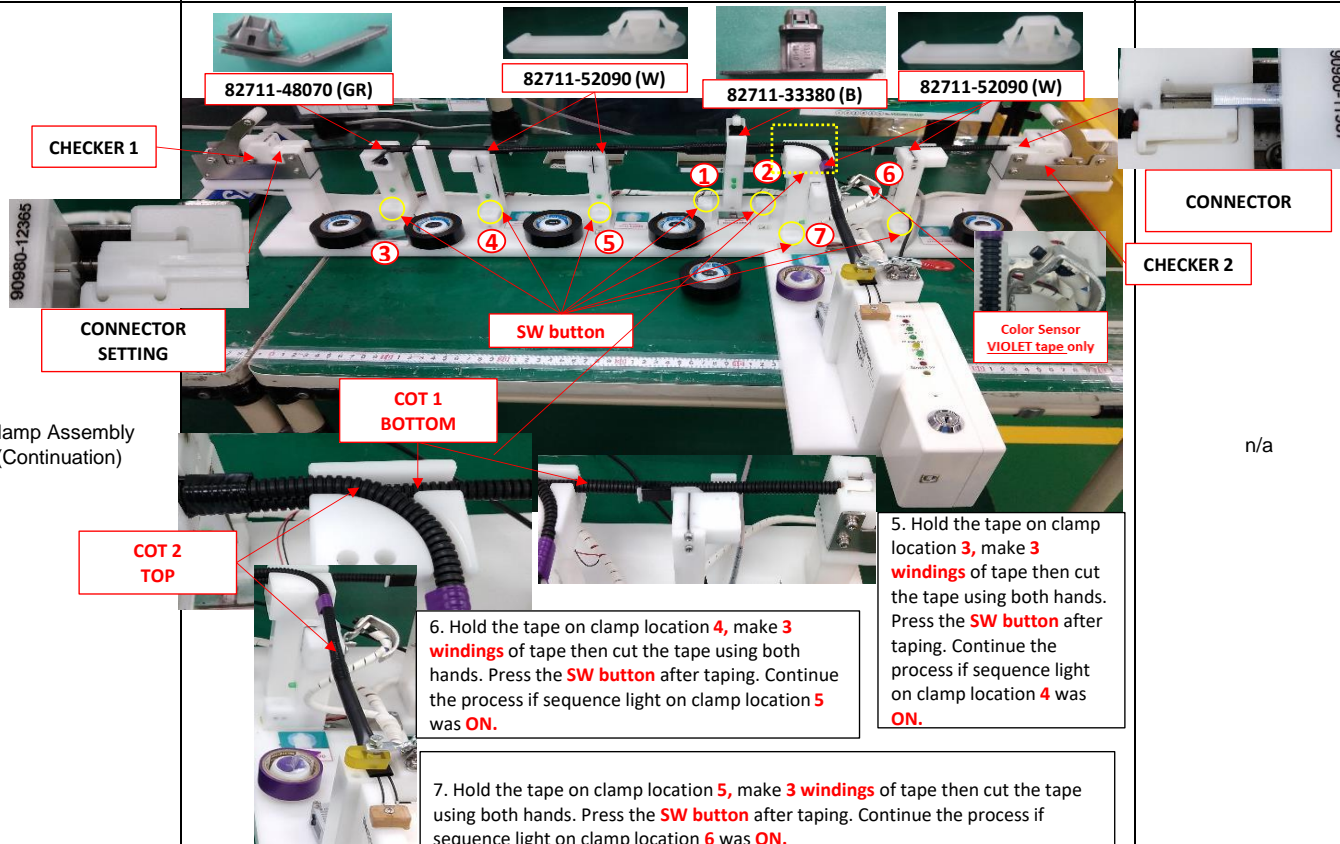 82711-48070 (GR)
82711-52090 (W)
82711-33380 (B)
82711-52090 (W)
CHECKER 1
90980-12365
CONNECTOR
SETTING
CONNECTOR
CHECKER 2
1
2
3
4
5
6
7
SW button
Color Sensor
VIOLET tape only
COT 1
BOTTOM
lamp Assembly
(Continuation)
n/a
COT 2
TOP
5. Hold the tape on clamp
location 3, make 3
windings of tape then cut
the tape using both hands.
Press the SW button after
taping. Continue the
process if sequence light
on clamp location 4 was
ON.
6. Hold the tape on clamp location 4, make 3
windings of tape then cut the tape using both
hands. Press the SW button after taping. Continue
the process if sequence light on clamp location 5
was ON.
7. Hold the tape on clamp location 5, make 3 windings of tape then cut the tape
using both hands. Press the SW button after taping. Continue the process if
sequence light on clamp location 6 was ON.